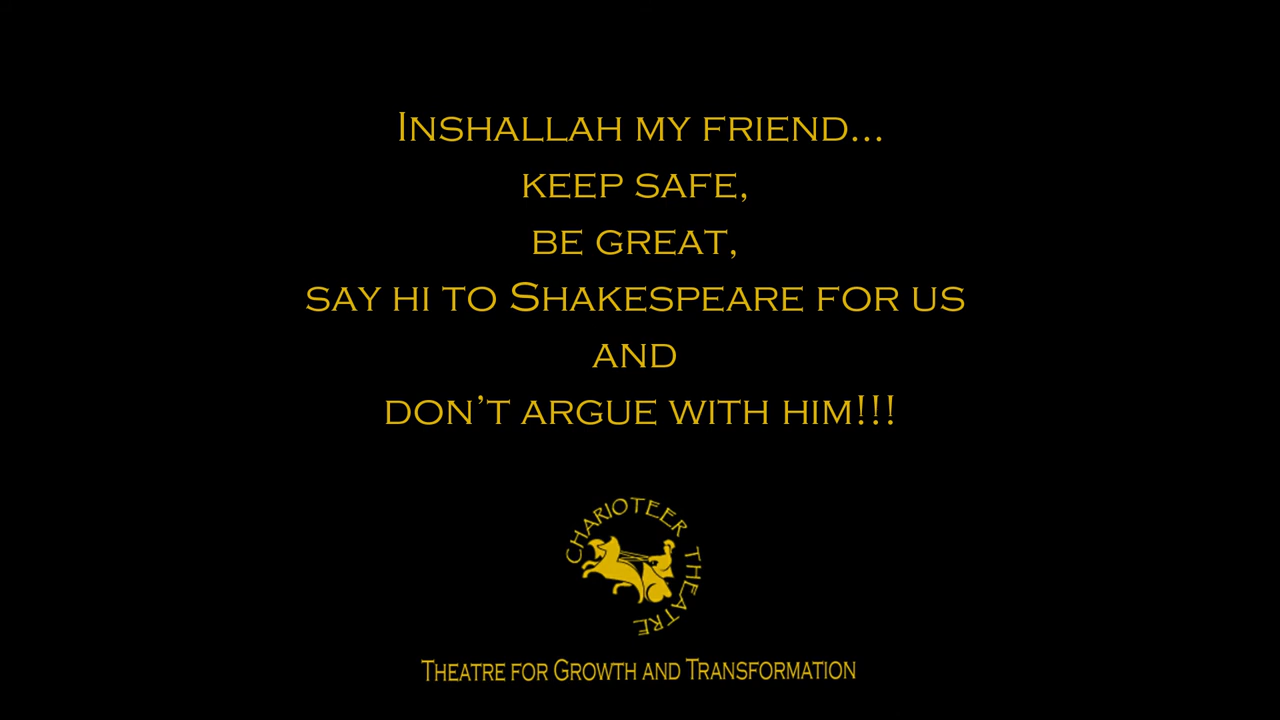 Inshallah my friend...
keep safe,
be great,
say hi to Shakespeare for us
and
don’t argue with him!!!
CHARIOTEER THEATRE
Theatre for Growth and Transformation